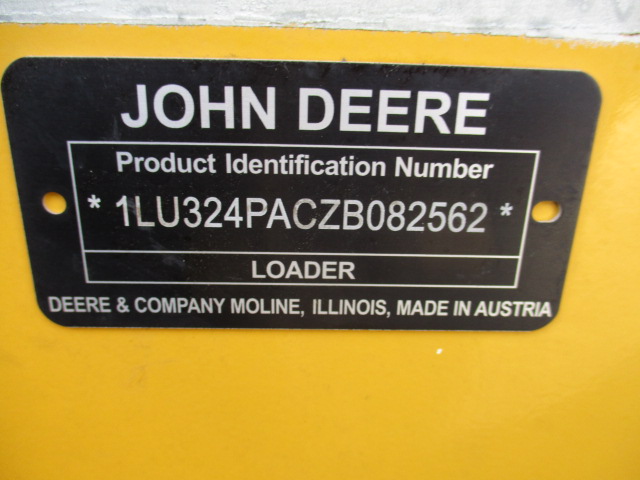 JOHN DEERE
Product Identification Number
* 1LU324PACZB082562 *
LOADER
DEERE & COMPANY MOLINE, ILLINOIS, MADE IN AUSTRIA